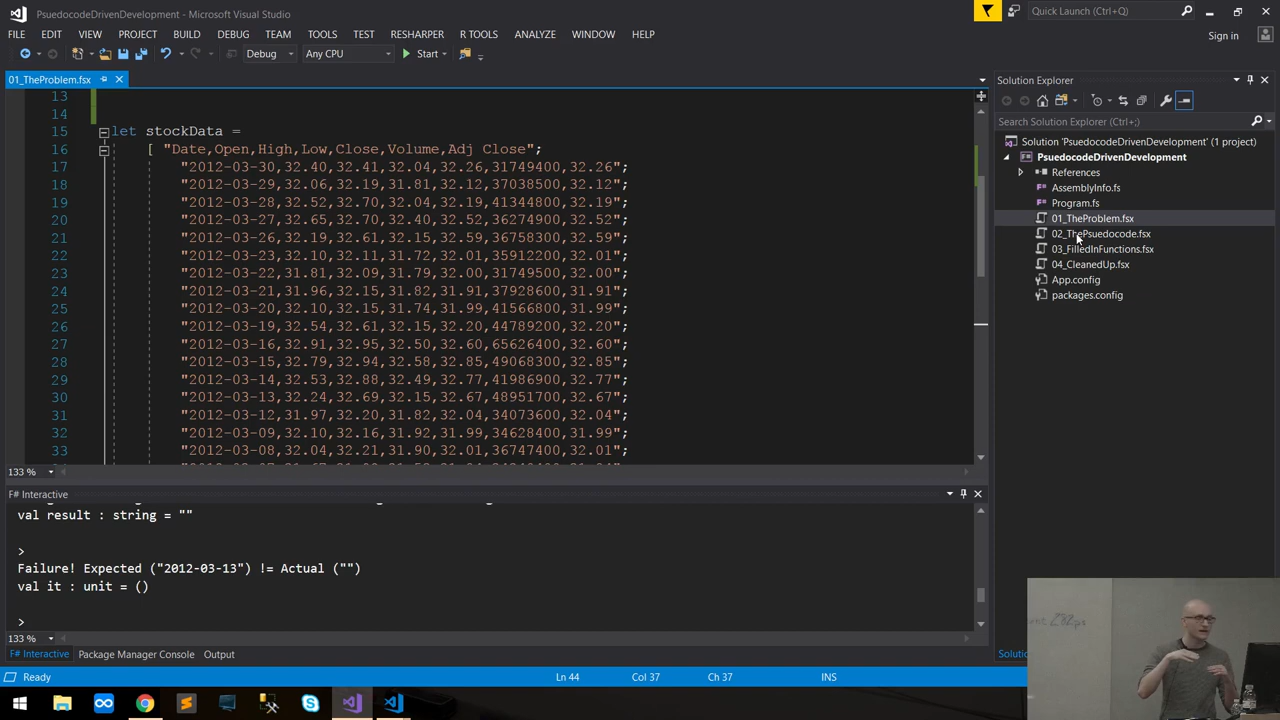 PsuedocodeDrivenDevelopment - Microsoft Visual Studio
Quick Launch (Ctrl+;)
FILE EDIT VIEW PROJECT BUILD DEBUG TEAM TOOLS TEST RESHARPER R TOOLS ANALYZE WINDOW HELP
Sign in
Debug Any CPU Start
01_TheProblem.fsx
13
14
15 let stockData =
16 [ "Date,Open,High,Low,Close,Volume,Adj Close";
17 "2012-03-30,32.40,32.41,32.04,32.26,31749400,32.26";
18 "2012-03-29,32.06,32.19,31.81,32.12,37038500,32.12";
19 "2012-03-28,32.52,32.70,32.04,32.19,41344800,32.19";
20 "2012-03-27,32.65,32.70,32.40,32.52,36274900,32.52";
21 "2012-03-26,32.19,32.61,32.15,32.59,36758300,32.59";
22 "2012-03-23,32.10,32.11,31.72,32.01,35912200,32.01";
23 "2012-03-22,31.81,32.09,31.79,32.00,31749500,32.00";
24 "2012-03-21,31.96,32.15,31.82,31.91,37928600,31.91";
25 "2012-03-20,32.10,32.15,31.74,31.99,41566800,31.99";
26 "2012-03-19,32.54,32.61,32.15,32.20,44789200,32.20";
27 "2012-03-16,32.91,32.95,32.50,32.60,65626400,32.60";
28 "2012-03-15,32.79,32.94,32.58,32.85,49068300,32.85";
29 "2012-03-14,32.53,32.88,32.49,32.77,41986900,32.77";
30 "2012-03-13,32.24,32.69,32.15,32.67,48951700,32.67";
31 "2012-03-12,31.97,32.20,31.82,32.04,34073600,32.04";
32 "2012-03-09,32.10,32.16,31.92,31.99,34628400,31.99";
33 "2012-03-08,32.04,32.21,31.90,32.01,36747400,32.01";
133 %
F# Interactive
val result : string = ""
>
Failure! Expected ("2012-03-13") != Actual ("")
val it : unit = ()
>
133 %
F# Interactive Package Manager Console Output
Ready Ln 44 Col 37 Ch 37 INS
Solution Explorer
Search Solution Explorer (Ctrl+;)
Solution 'PsuedocodeDrivenDevelopment' (1 project)
PsuedocodeDrivenDevelopment
References
AssemblyInfo.fs
Program.fs
01_TheProblem.fsx
02_ThePsuedocode.fsx
03_FilledInFunctions.fsx
04_CleanedUp.fsx
App.config
packages.config